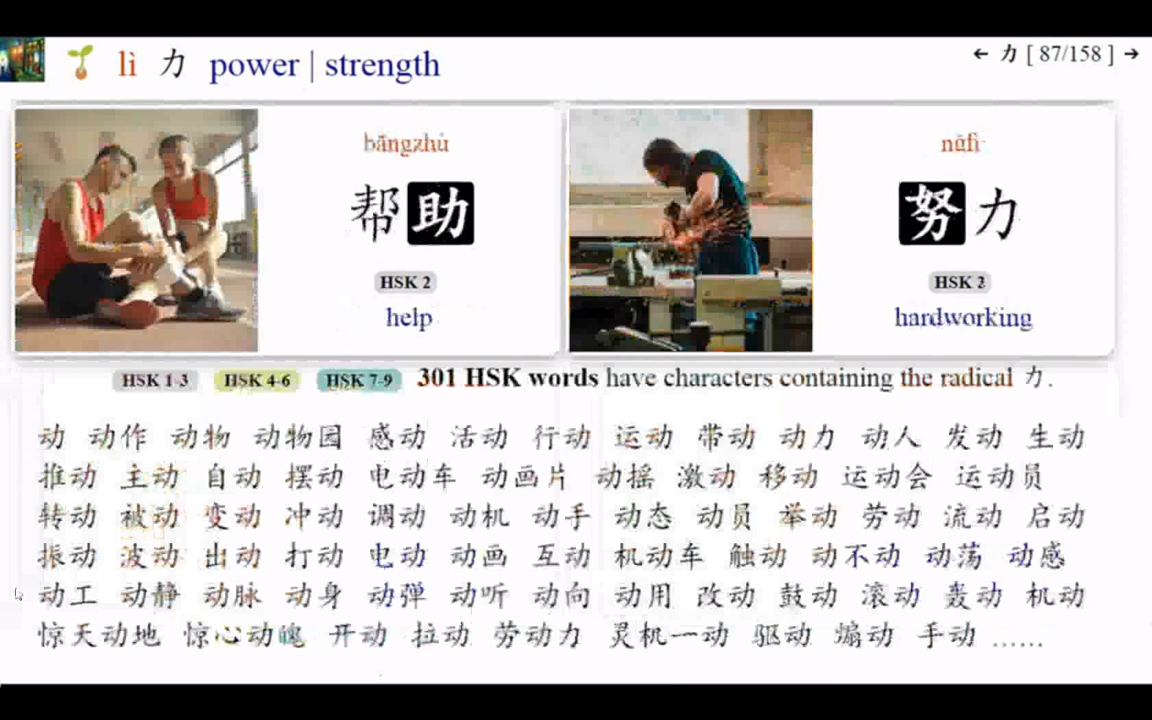 lì 力 power | strength
← 力 [ 87/158 ] →
bāngzhù
帮助
HSK 2
help
nǔlì
努力
HSK 2
hardworking
HSK 1-3 HSK 4-6 HSK 7-9 301 HSK words have characters containing the radical 力.
动 动作 动物 动物园 感动 活动 行动 运动 带动 动力 动人 发动 生动
推动 主动 自动 摆动 电动车 动画片 动摇 激动 移动 运动会 运动员
转动 被动 变动 冲动 调动 动机 动手 动态 动员 举动 劳动 流动 启动
振动 波动 出动 打动 电动 动画 互动 机动车 触动 动不动 动荡 动感
动工 动静 动脉 动身 动弹 动听 动向 动用 改动 鼓动 滚动 轰动 机动
惊天动地 惊心动魄 开动 拉动 劳动力 灵机一动 驱动 煽动 手动 ……